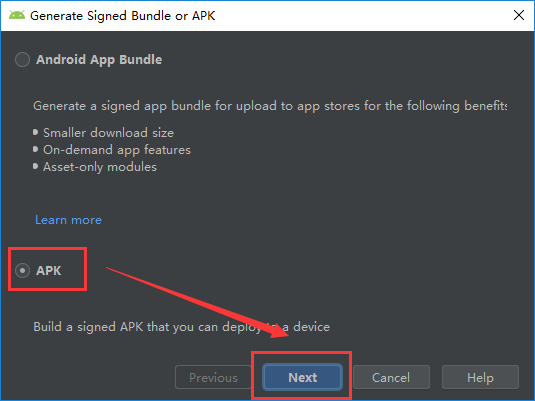 Generate Signed Bundle or APK
Android App Bundle
Generate a signed app bundle for upload to app stores for the following benefits
Smaller download size
On-demand app features
Asset-only modules
Learn more
APK
Build a signed APK that you can deploy to a device
Previous Next Cancel Help